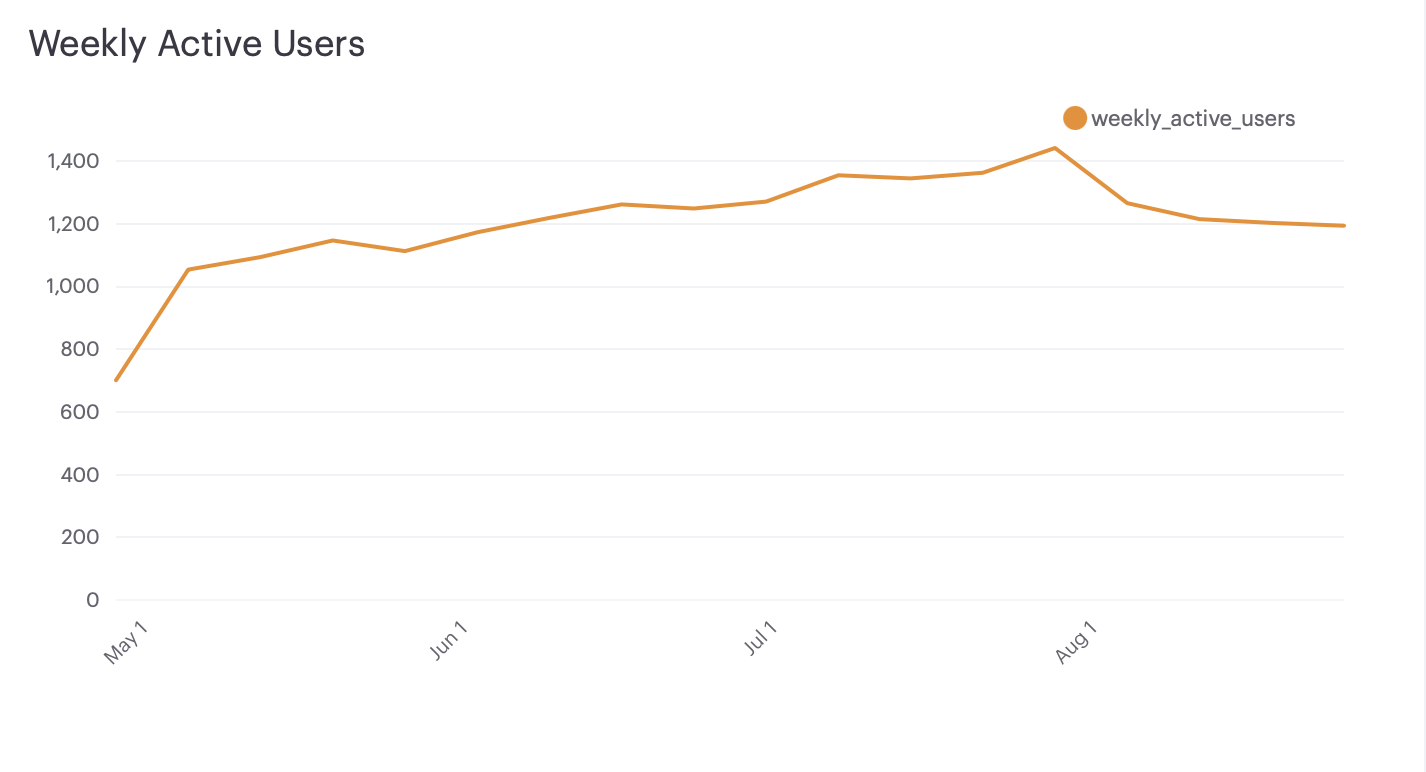 Weekly Active Users
weekly_active_users
1,400
1,200
1,000
800
600
400
200
0
May 1
Jun 1
Jul 1
Aug 1